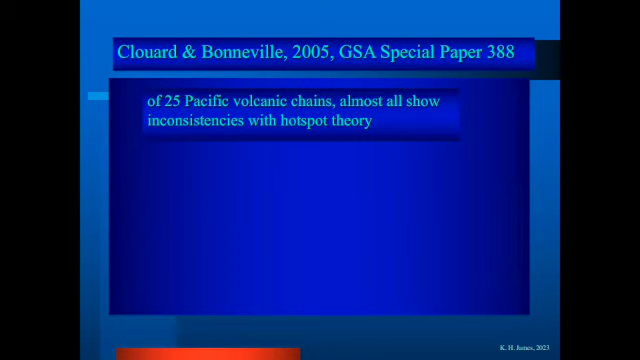 Clouard & Bonneville, 2005, GSA Special Paper 388
of 25 Pacific volcanic chains, almost all show
inconsistencies with hotspot theory
K. H. James, 2023